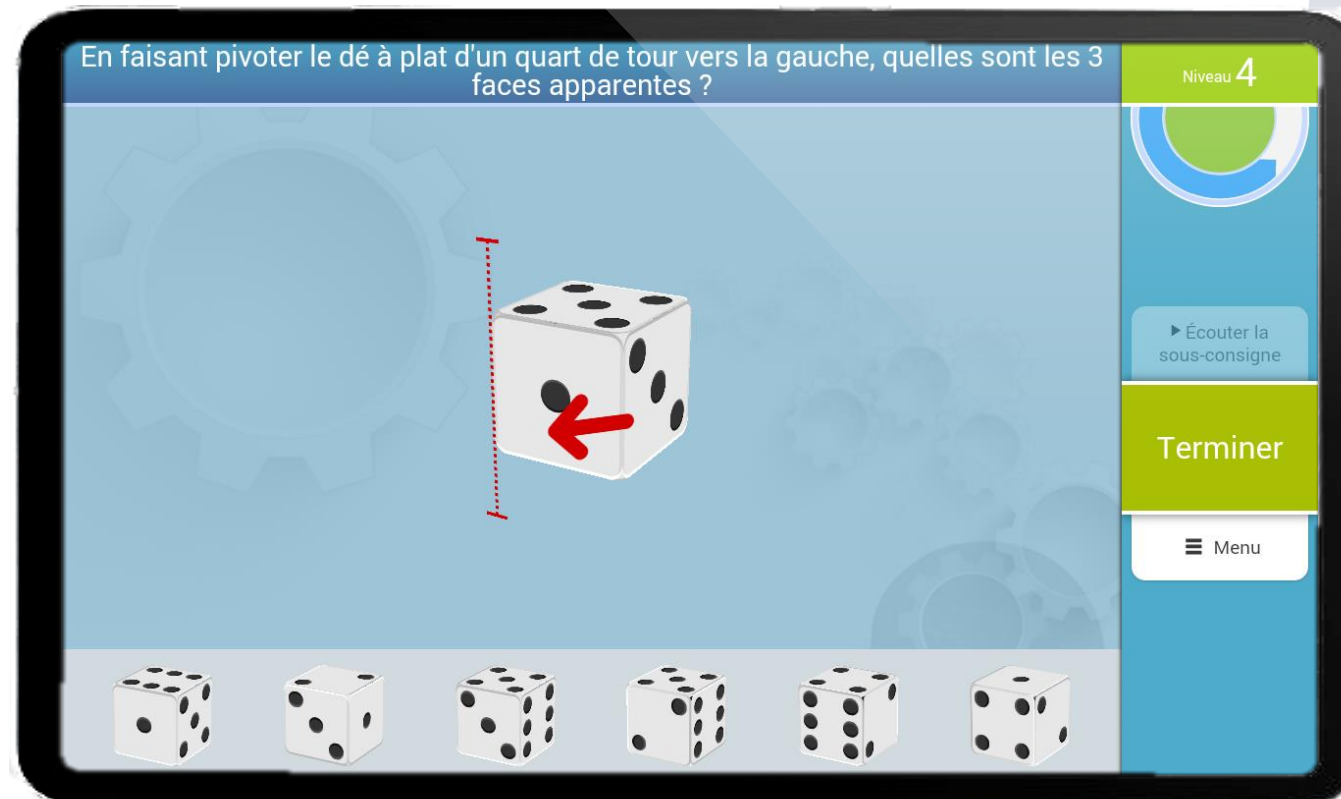 En faisant pivoter le dé à plat d'un quart de tour vers la gauche, quelles sont les 3
faces apparentes ?
Niveau 4
Écouter la
sous-consigne
Terminer
Menu